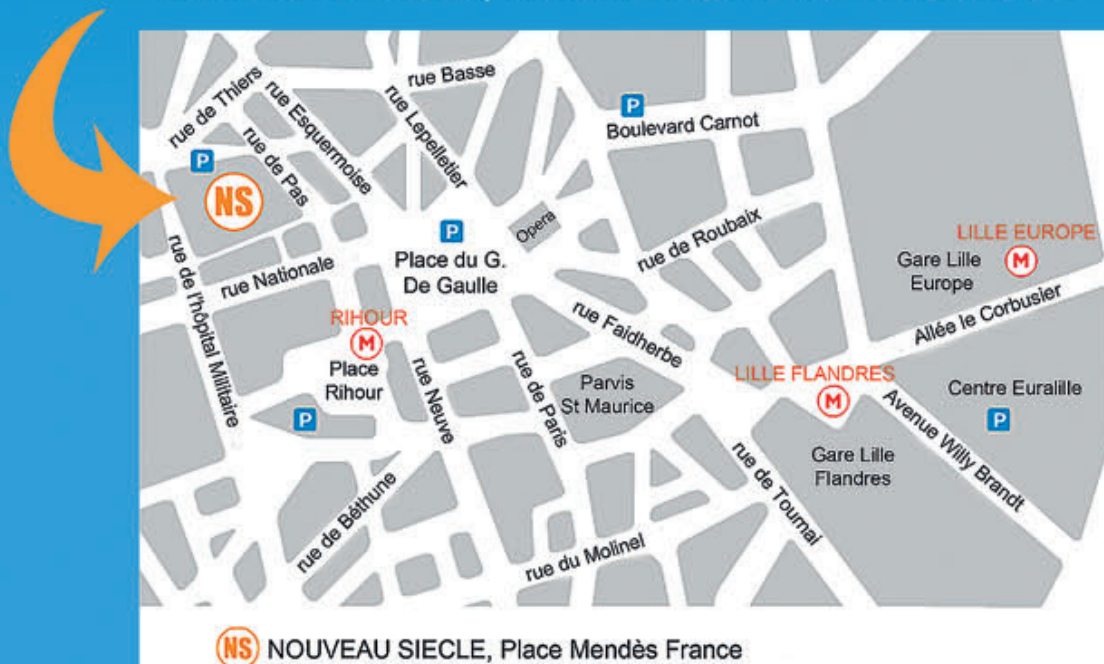 rue Basse
rue de Thiers
rue Esquermoise
rue Lepelletier
P
Boulevard Carnot
P
rue de Pas
NS
P
Opera
rue de Roubaix
LILLE EUROPE
Place du G.
De Gaulle
Gare Lille
Europe
M
rue Nationale
rue de l'hôpital Militaire
RIHOUR
M
Place
Rihour
rue Faidherbe
Allée le Corbusier
rue Neuve
rue de Paris
Parvis
St Maurice
LILLE FLANDRES
M
Centre Euralille
P
P
Avenue Willy Brandt
Gare Lille
Flandres
rue de Tournai
rue de Béthune
rue du Molinel
NS NOUVEAU SIECLE, Place Mendès France